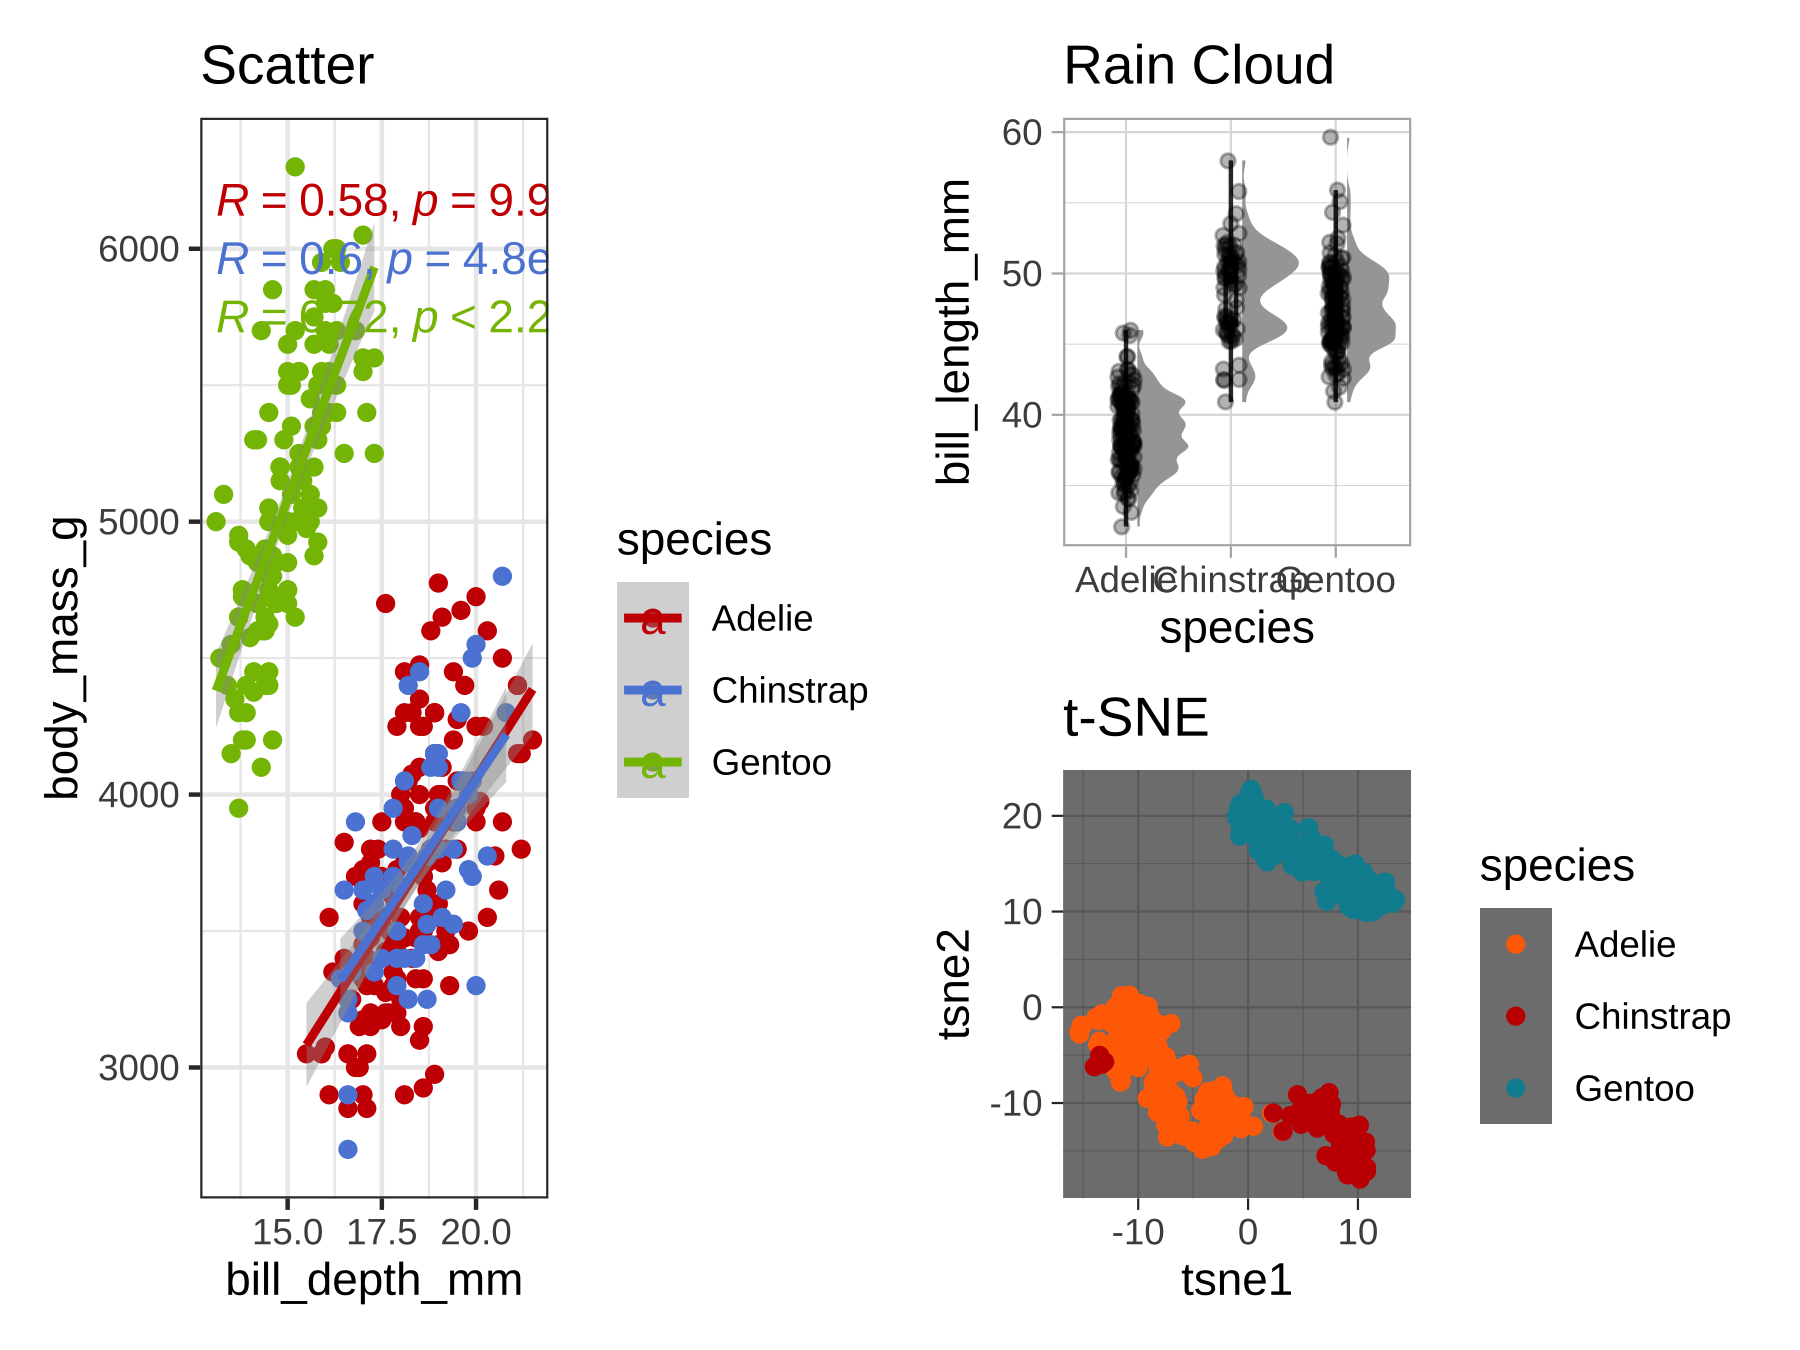 Scatter
R = 0.58, p = 9.9
R = 0.6, p = 4.8e
p < 2.2
6000
5000
4000
3000
body_mass_g
15.0 17.5 20.0
bill_depth_mm
species
a Adelie
a Chinstrap
a Gentoo
Rain Cloud
60
50
40
bill_length_mm
Adelie Chinstrap Gentoo
species
t-SNE
20
10
0
-10
tsne2
-10 0 10
tsne1
species
Adelie
Chinstrap
Gentoo